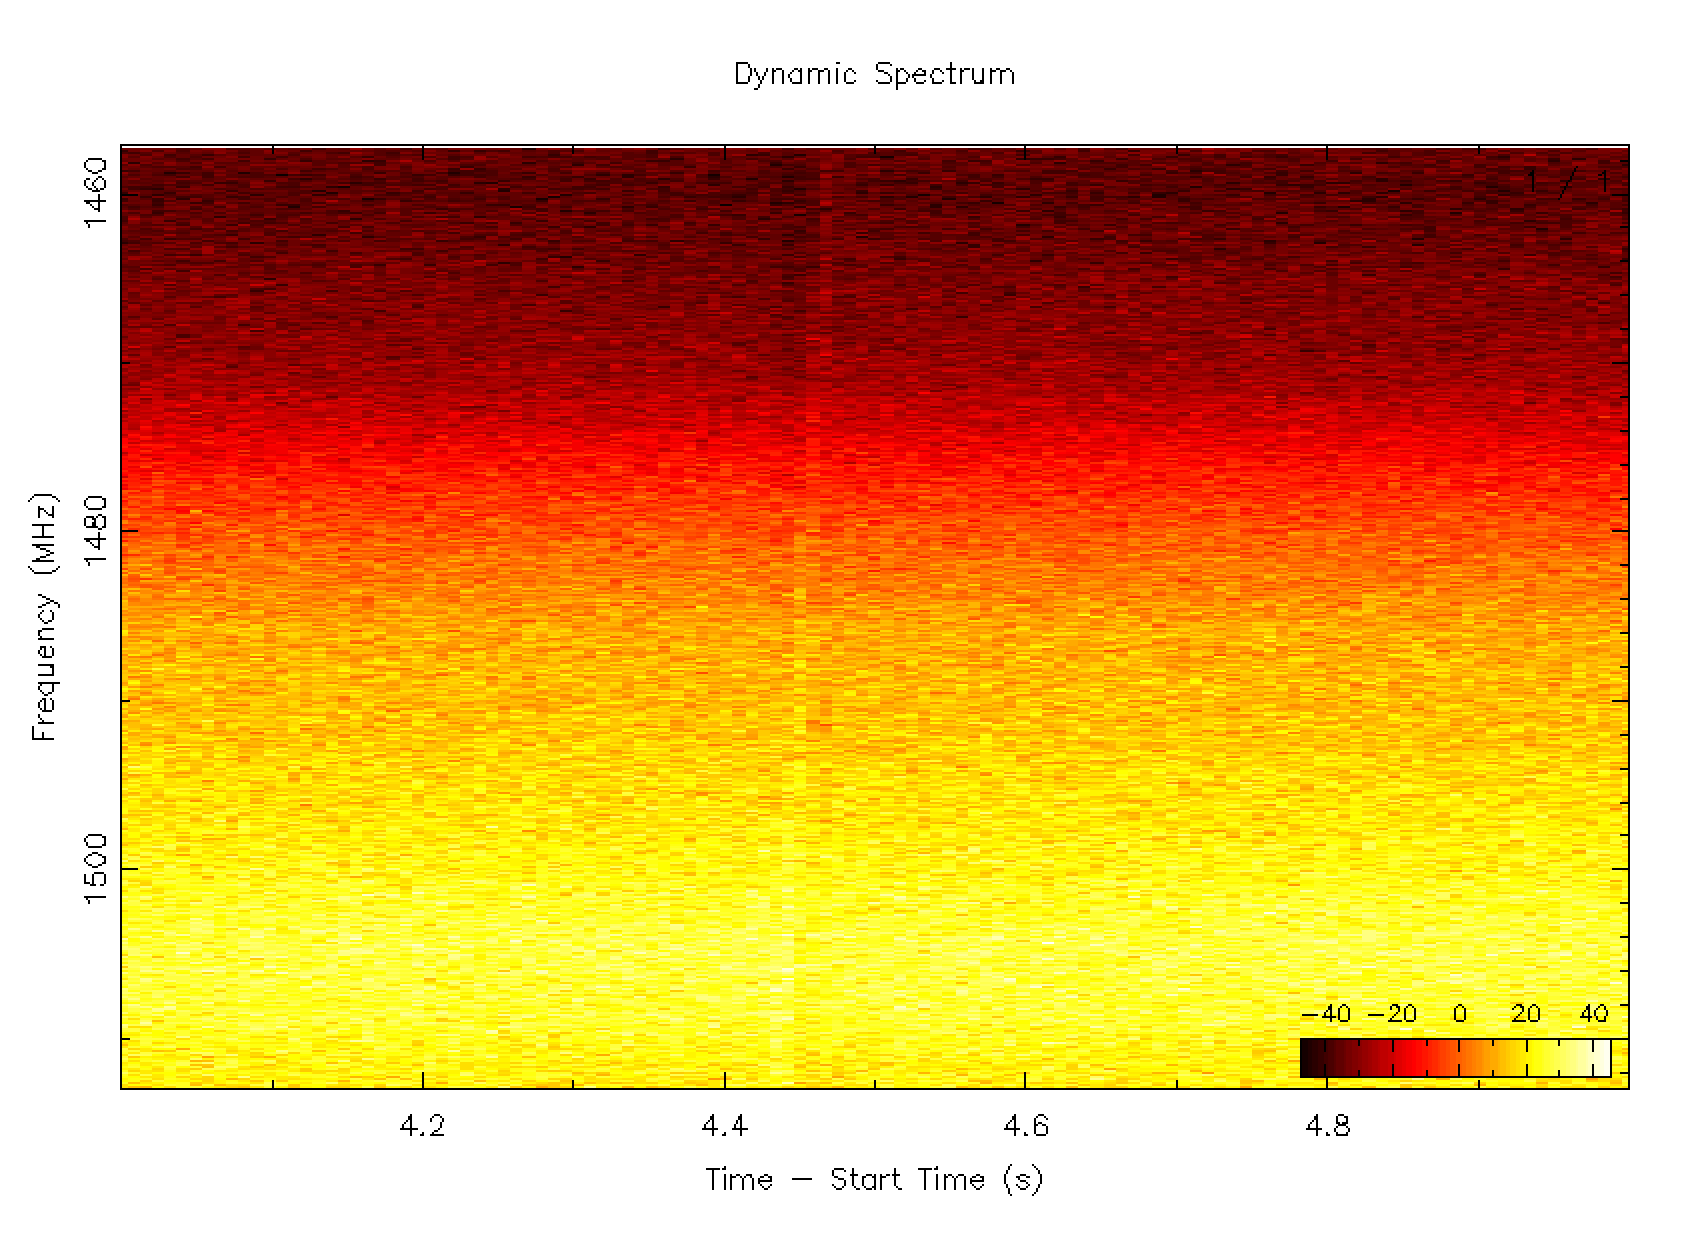 Dynamic Spectrum
1 / 1
1460
1480
1500
Frequency (MHz)
−40 −20 0 20 40
4.2 4.4 4.6 4.8
Time − Start Time (s)